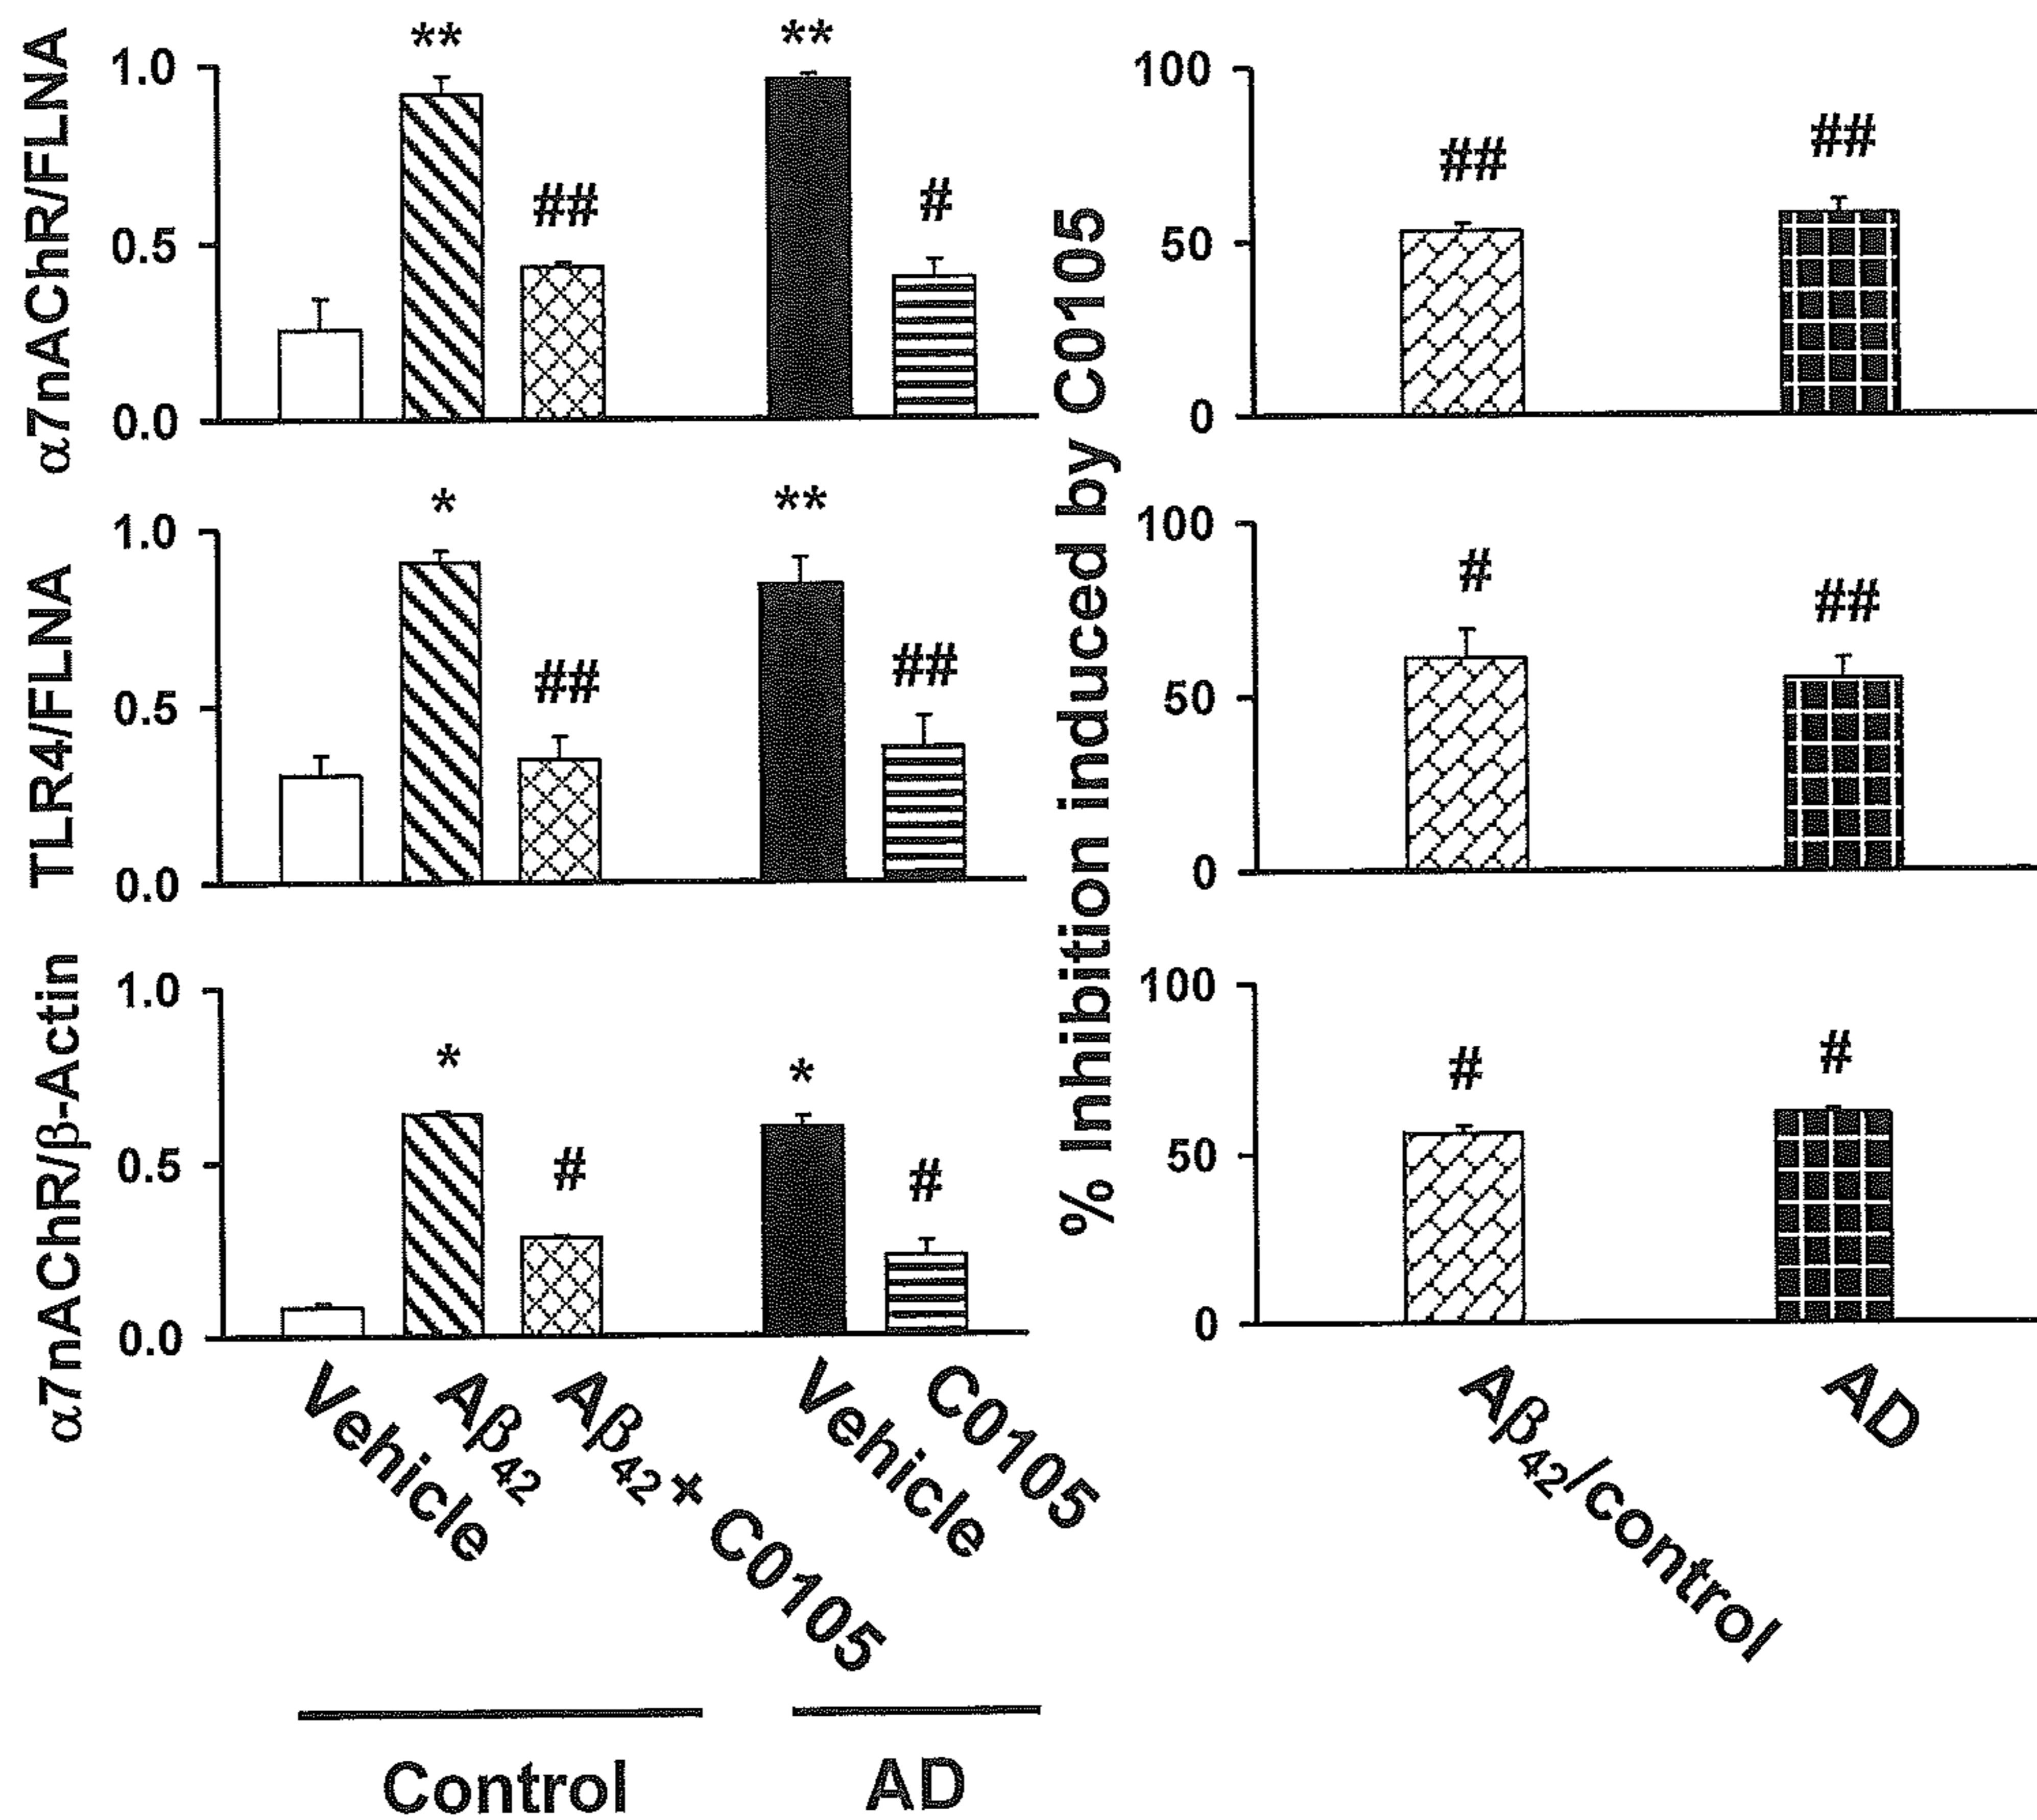 α7nAChR/FLNA
1.0
0.5
0.0
**
##
**
#
TLR4/FLNA
1.0
0.5
0.0
*
##
**
##
α7nAChR/β-Actin
1.0
0.5
0.0
*
#
*
#
Vehicle
Aβ42
Aβ42+ C0105
Vehicle
C0105
Control
AD
% Inhibition induced by C0105
100
50
0
##
##
100
50
0
#
##
100
50
0
#
#
Aβ42/control
AD